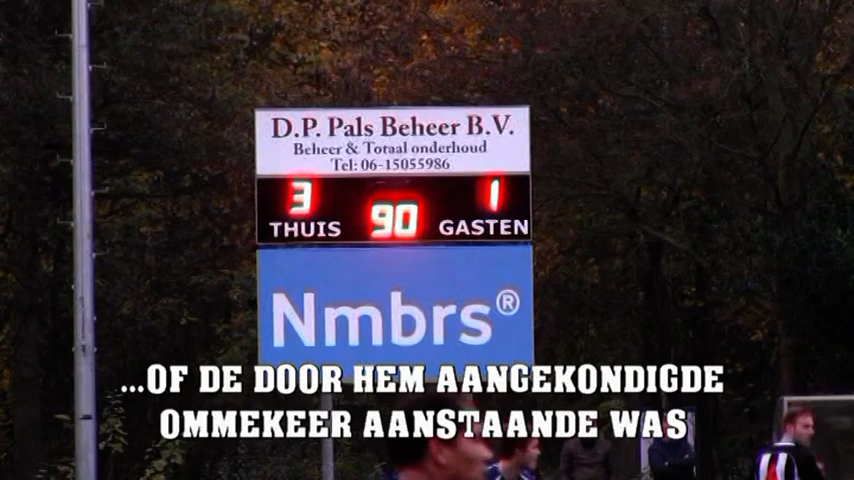 D.P. Pals Beheer B.V.
Beheer & Totaal onderhoud
Tel: 06-15055986
3 90 1
THUIS GASTEN
Nmbrs®
...OF DE DOOR HEM AANGEKONDIGDE
OMMEKEER AANSTAANDE WAS